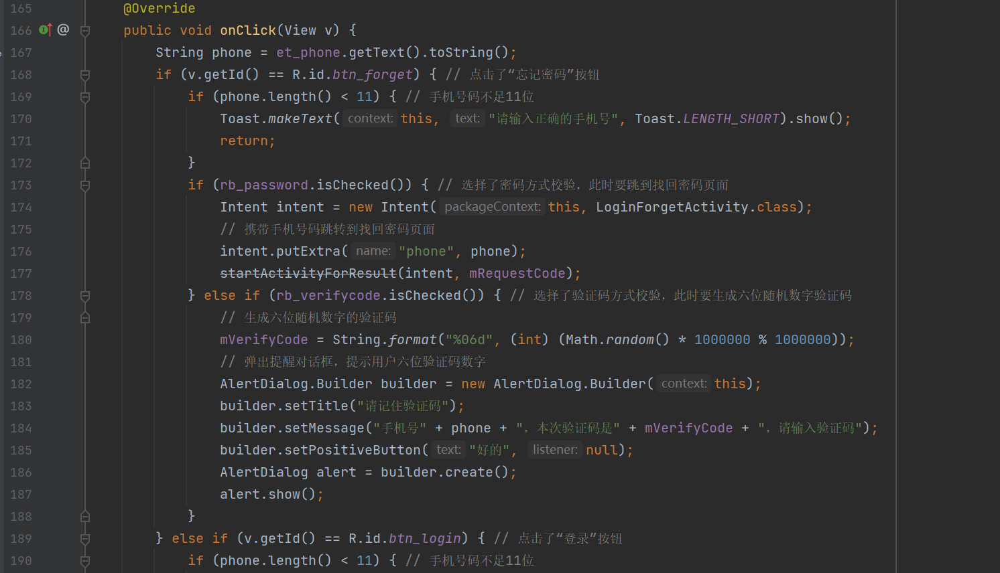 165 @Override
166 @ public void onClick(View v) {
167 String phone = et_phone.getText().toString();
168 if (v.getId() == R.id.btn_forget) { // 点击了“忘记密码”按钮
169 if (phone.length() < 11) { // 手机号码不足11位
170 Toast.makeText( context: this, text: "请输入正确的手机号", Toast.LENGTH_SHORT).show();
171 return;
172 }
173 if (rb_password.isChecked()) { // 选择了密码方式校验，此时要跳到找回密码页面
174 Intent intent = new Intent( packageContext: this, LoginForgetActivity.class);
175 // 携带手机号码跳转到找回密码页面
176 intent.putExtra( name: "phone", phone);
177 startActivityForResult(intent, mRequestCode);
178 } else if (rb_verifycode.isChecked()) { // 选择了验证码方式校验，此时要生成六位随机数字验证码
179 // 生成六位随机数字的验证码
180 mVerifyCode = String.format("%06d", (int) (Math.random() * 1000000 % 1000000));
181 // 弹出提醒对话框，提示用户六位验证码数字
182 AlertDialog.Builder builder = new AlertDialog.Builder( context: this);
183 builder.setTitle("请记住验证码");
184 builder.setMessage("手机号" + phone + "，本次验证码是" + mVerifyCode + "，请输入验证码");
185 builder.setPositiveButton( text: "好的", listener: null);
186 AlertDialog alert = builder.create();
187 alert.show();
188 }
189 } else if (v.getId() == R.id.btn_login) { // 点击了“登录”按钮
190 if (phone.length() < 11) { // 手机号码不足11位